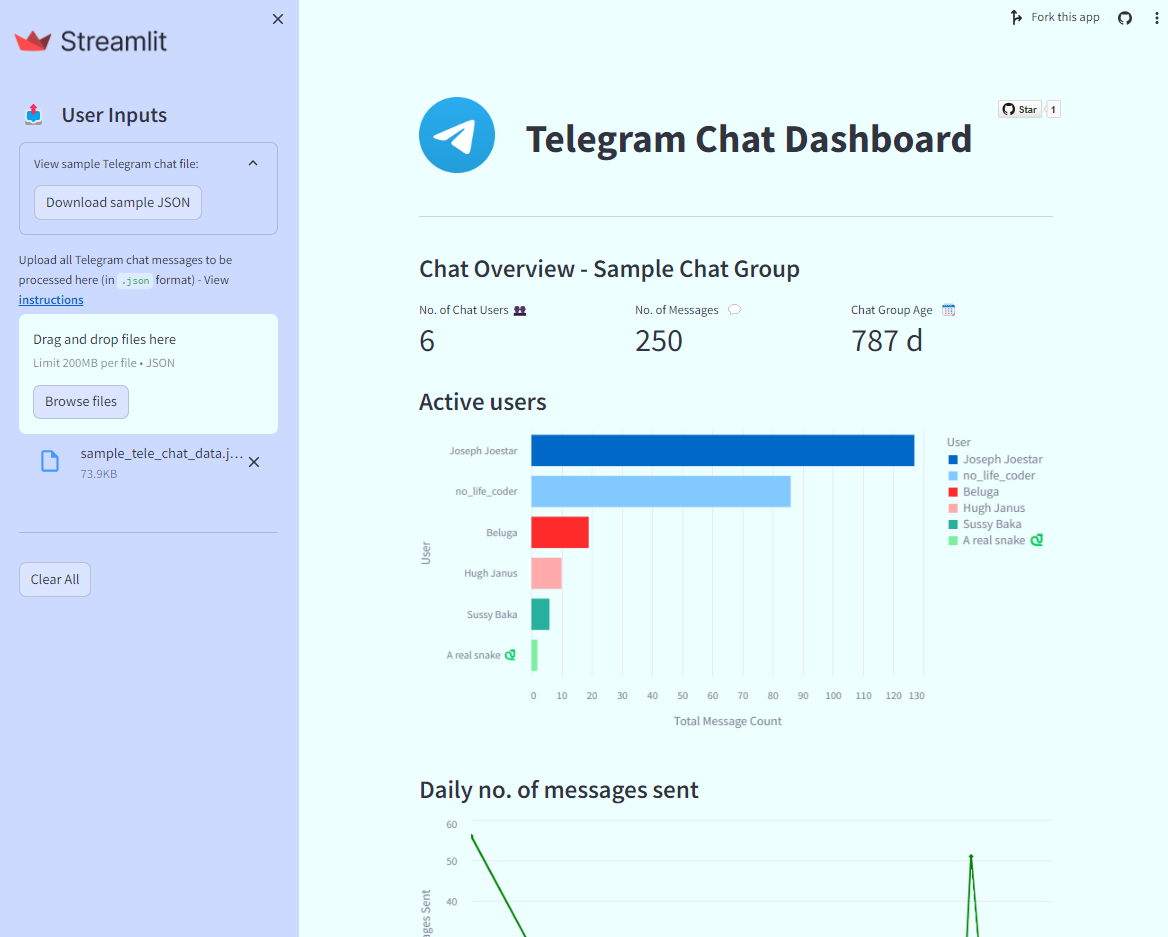 Fork this app
Streamlit
User Inputs
View sample Telegram chat file:
Download sample JSON
Upload all Telegram chat messages to be
processed here (in .json format) - View
instructions
Drag and drop files here
Limit 200MB per file • JSON
Browse files
sample_tele_chat_data.j...
73.9KB
Clear All
Star 1
Telegram Chat Dashboard
Chat Overview - Sample Chat Group
No. of Chat Users
6
No. of Messages
250
Chat Group Age
787 d
Active users
User
Joseph Joestar
no_life_coder
Beluga
Hugh Janus
Sussy Baka
A real snake
0 10 20 30 40 50 60 70 80 90 100 110 120 130
Total Message Count
User
Joseph Joestar
no_life_coder
Beluga
Hugh Janus
Sussy Baka
A real snake
Daily no. of messages sent
60
50
40
Sent